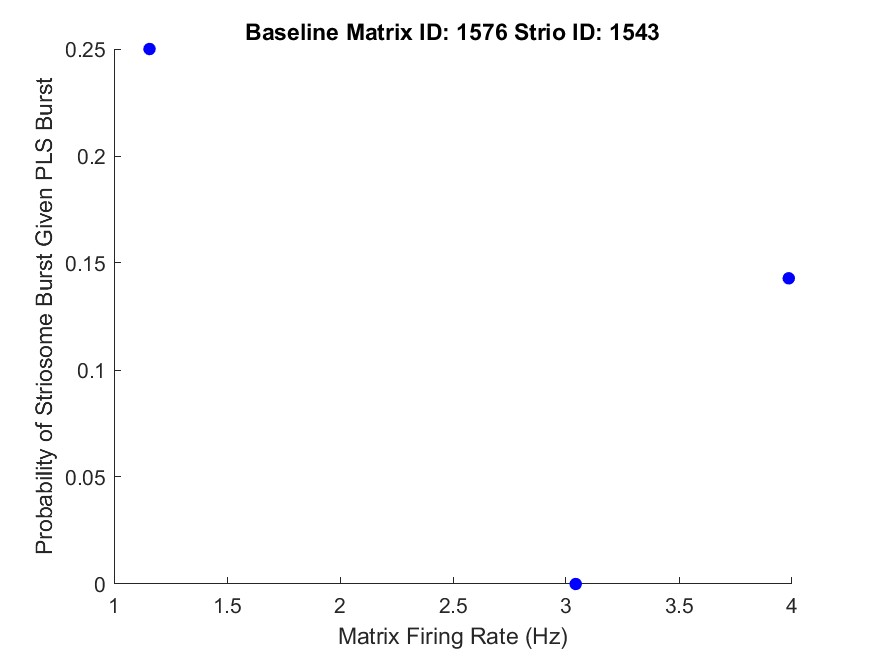 Baseline Matrix ID: 1576 Strio ID: 1543
Probability of Striosome Burst Given PLS Burst
0.25
0.2
0.15
0.1
0.05
0
1 1.5 2 2.5 3 3.5 4
Matrix Firing Rate (Hz)